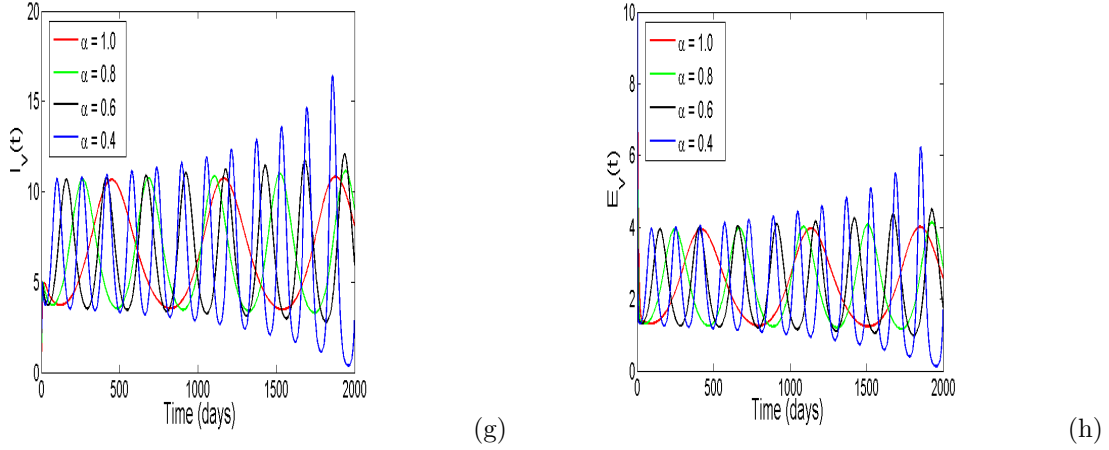 20
15
10
5
0
I_v(t)
α = 1.0
α = 0.8
α = 0.6
α = 0.4
0 500 1000 1500 2000
Time (days)
(g)
10
8
6
4
2
0
E_v(t)
α = 1.0
α = 0.8
α = 0.6
α = 0.4
0 500 1000 1500 2000
Time (days)
(h)